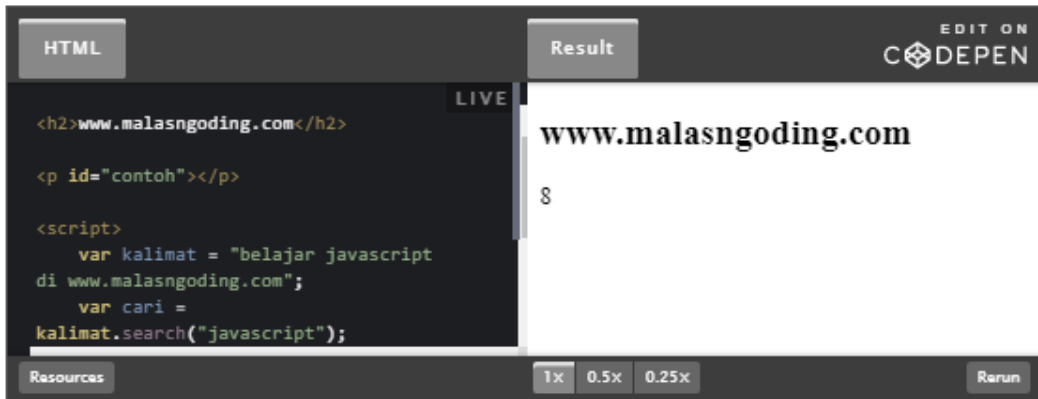 HTML
Result
EDIT ON
CODEPEN
LIVE
<h2>www.malasngoding.com</h2>
<p id="contoh"></p>
<script>
var kalimat = "belajar javascript
di www.malasngoding.com";
var cari =
kalimat.search("javascript");
www.malasngoding.com
8
Resources
1x
0.5x
0.25x
Rerun